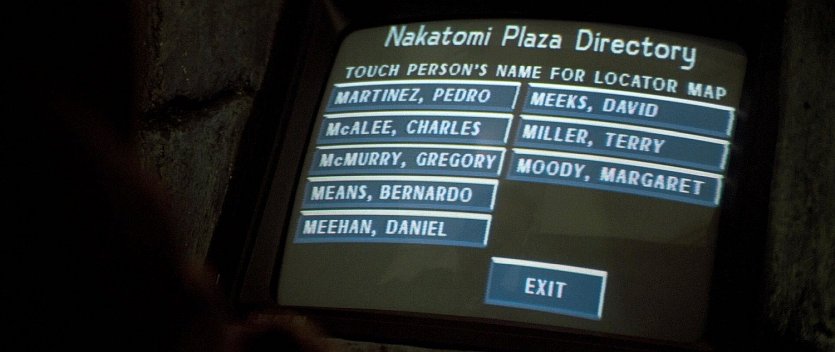 Nakatomi Plaza Directory
TOUCH PERSON'S NAME FOR LOCATOR MAP
MARTINEZ, PEDRO
McALEE, CHARLES
McMURRY, GREGORY
MEANS, BERNARDO
MEEHAN, DANIEL
MEEKS, DAVID
MILLER, TERRY
MOODY, MARGARET
EXIT